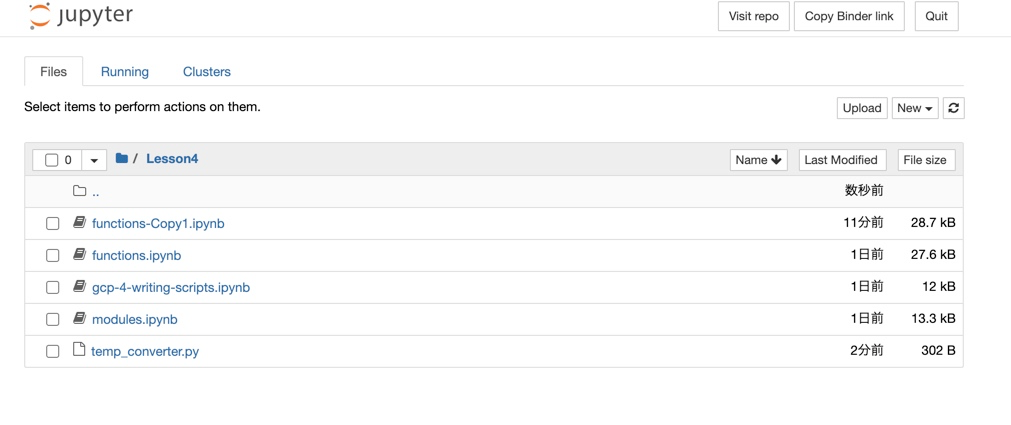 jupyter Visit repo Copy Binder link Quit
Files Running Clusters
Select items to perform actions on them. Upload New
0 / Lesson4 Name Last Modified File size
.. 数秒前
functions-Copy1.ipynb 11分前 28.7 kB
functions.ipynb 1日前 27.6 kB
gcp-4-writing-scripts.ipynb 1日前 12 kB
modules.ipynb 1日前 13.3 kB
temp_converter.py 2分前 302 B